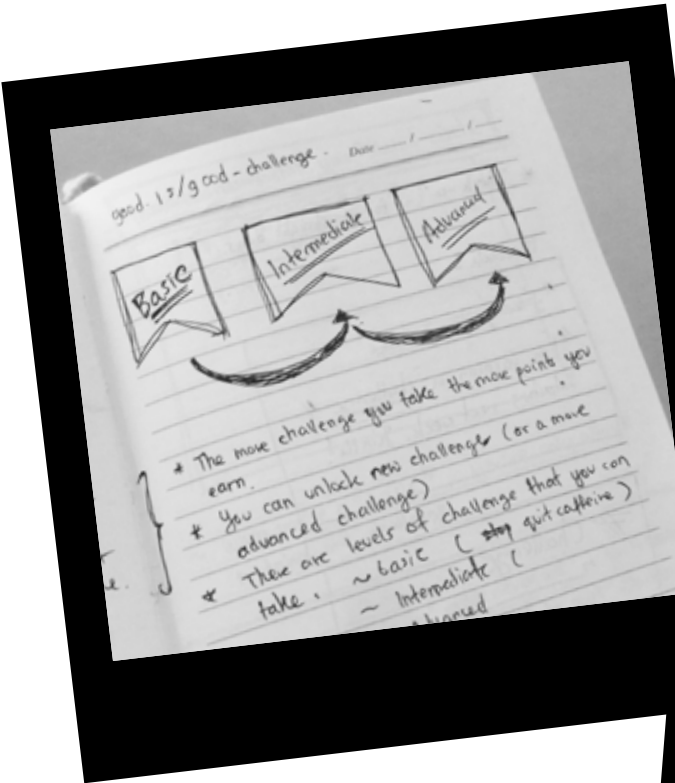 good.is/good-challenge.
Date / /
Basic
Intermediate
Advanced
* The more challenge you take the more points you
earn.
* You can unlock new challenge (or a more
advanced challenge)
* There are levels of challenge that you can
take. ~ basic ( stop quit caffeine)
~ Intermediate (
Advanced